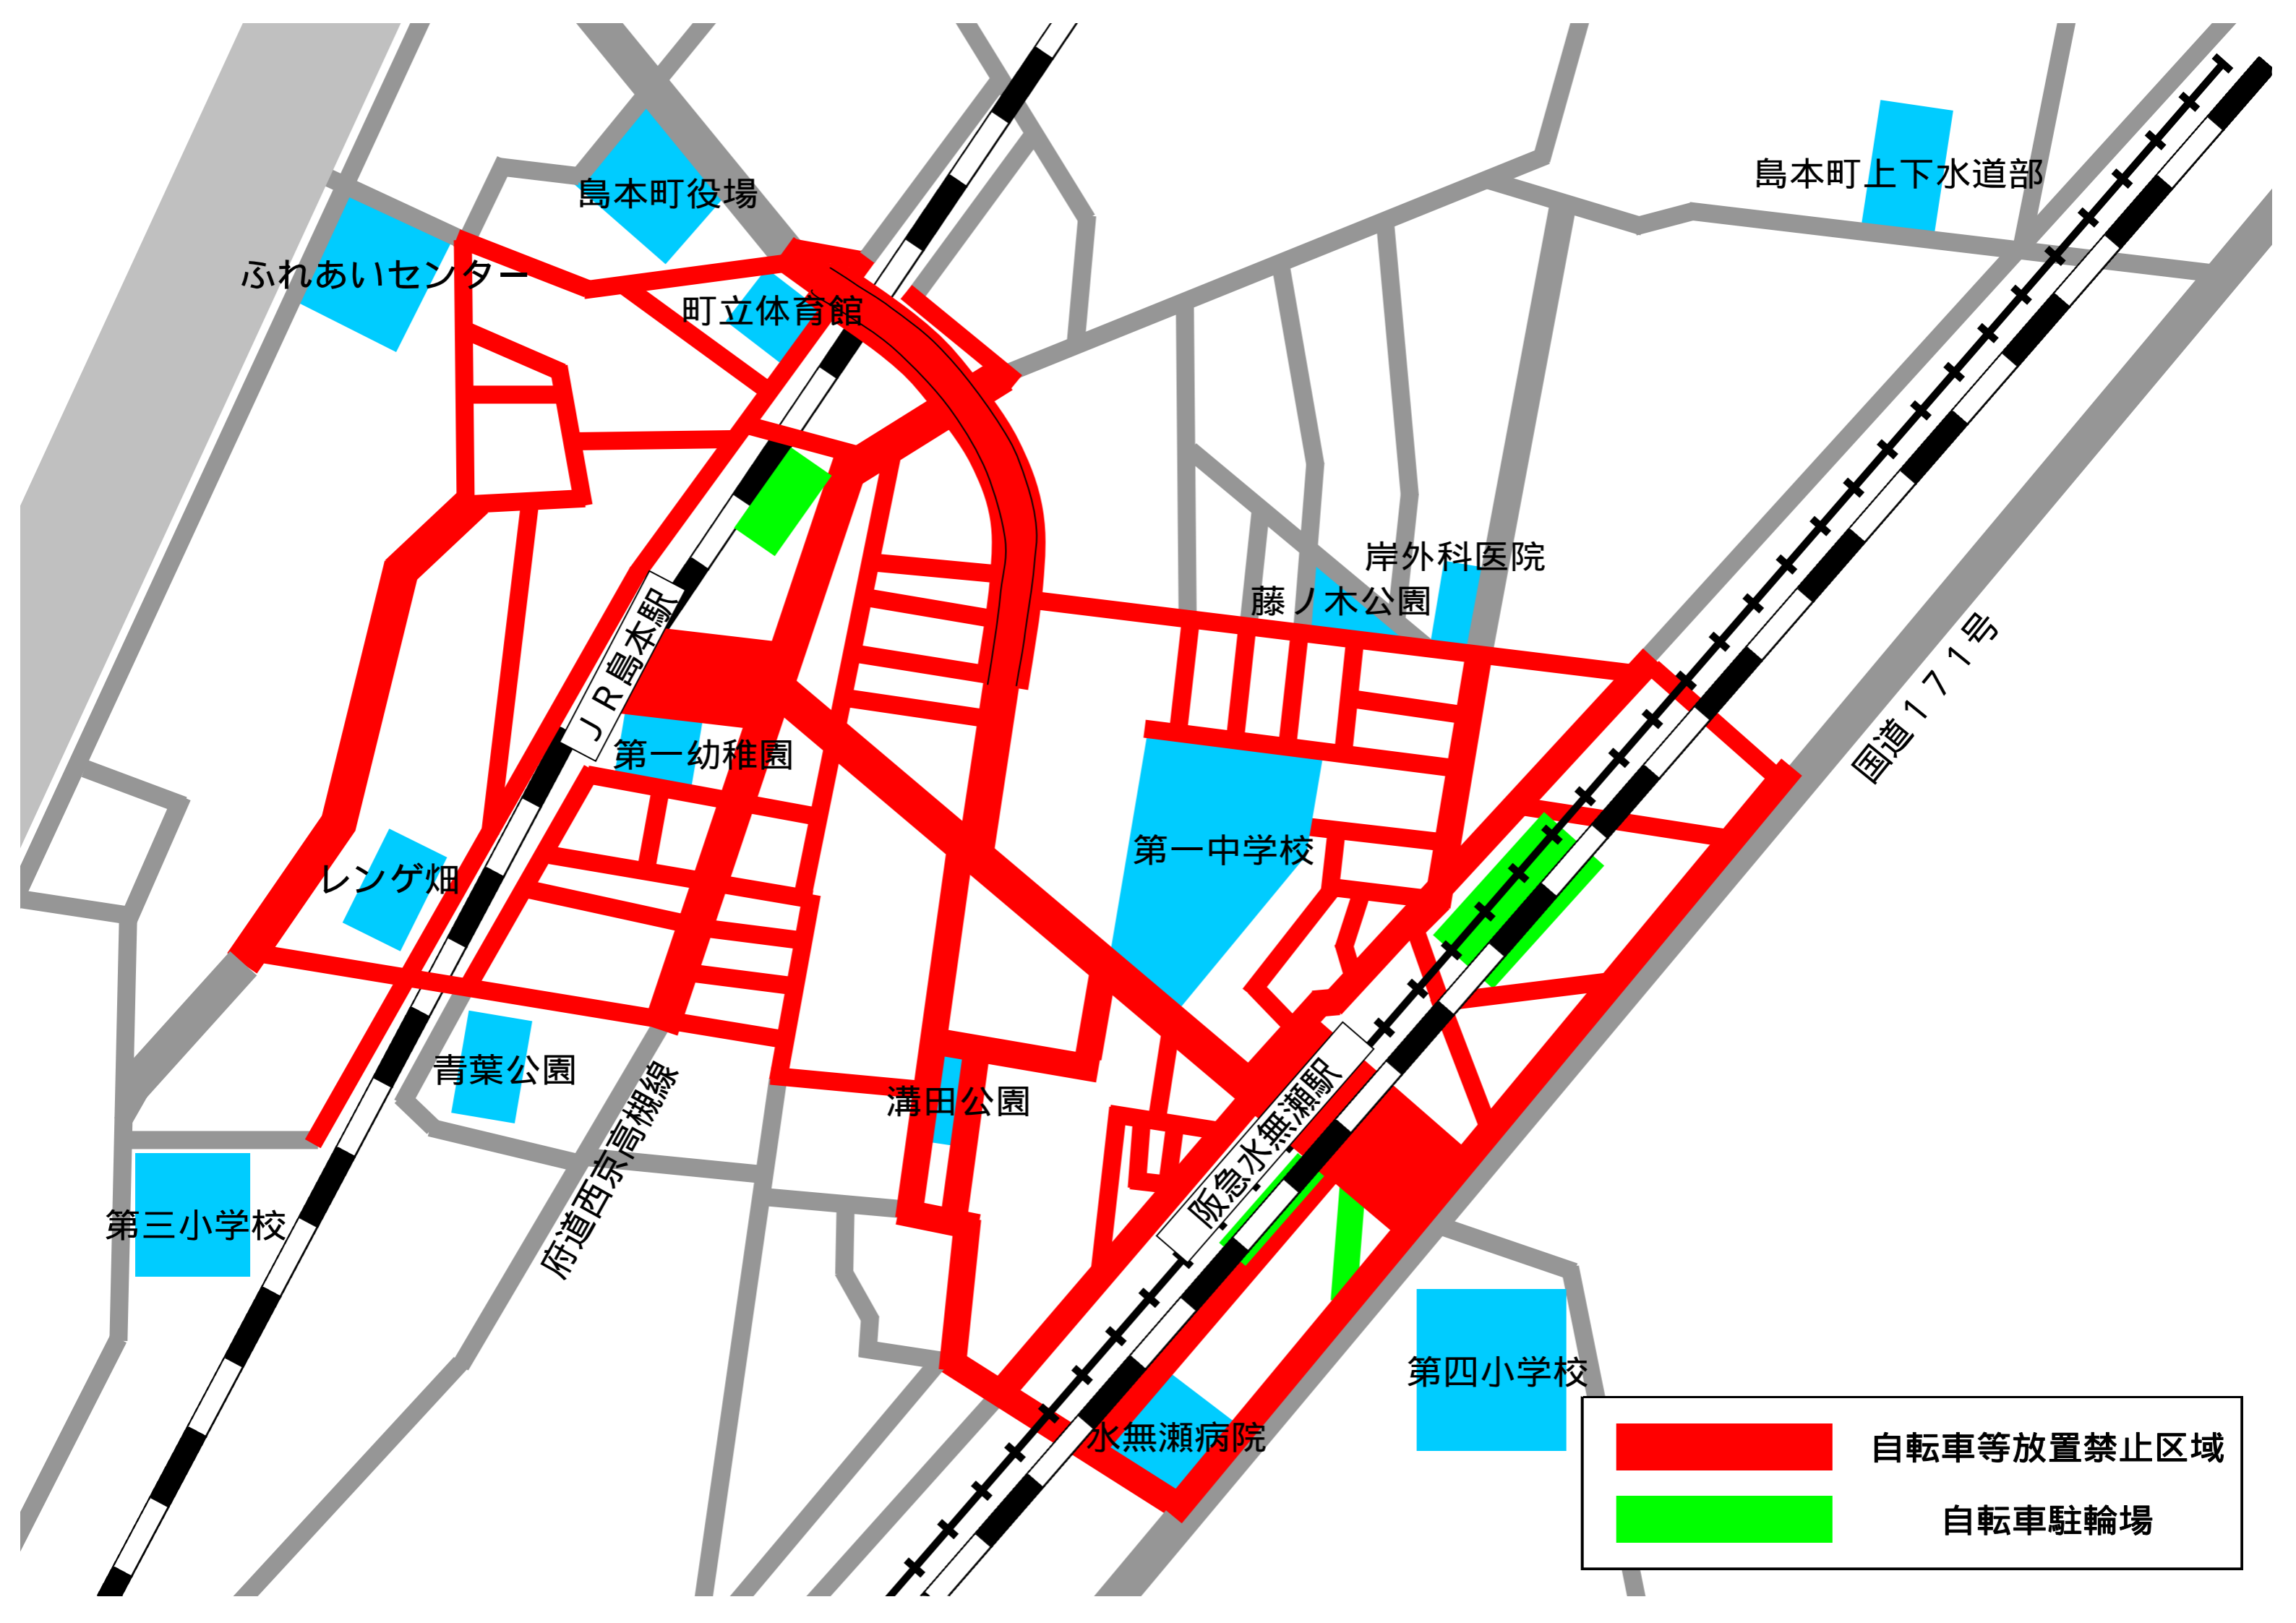 島本町上下水道部
島本町役場
ふれあいセンター
町立体育館
岸外科医院
藤ノ木公園
ＪＲ島本駅
国道１７１号
第一幼稚園
第一中学校
レンゲ畑
青葉公園
溝田公園
阪急水無瀬駅
府道西京高槻線
第三小学校
第四小学校
水無瀬病院
自転車等放置禁止区域
自転車駐輪場